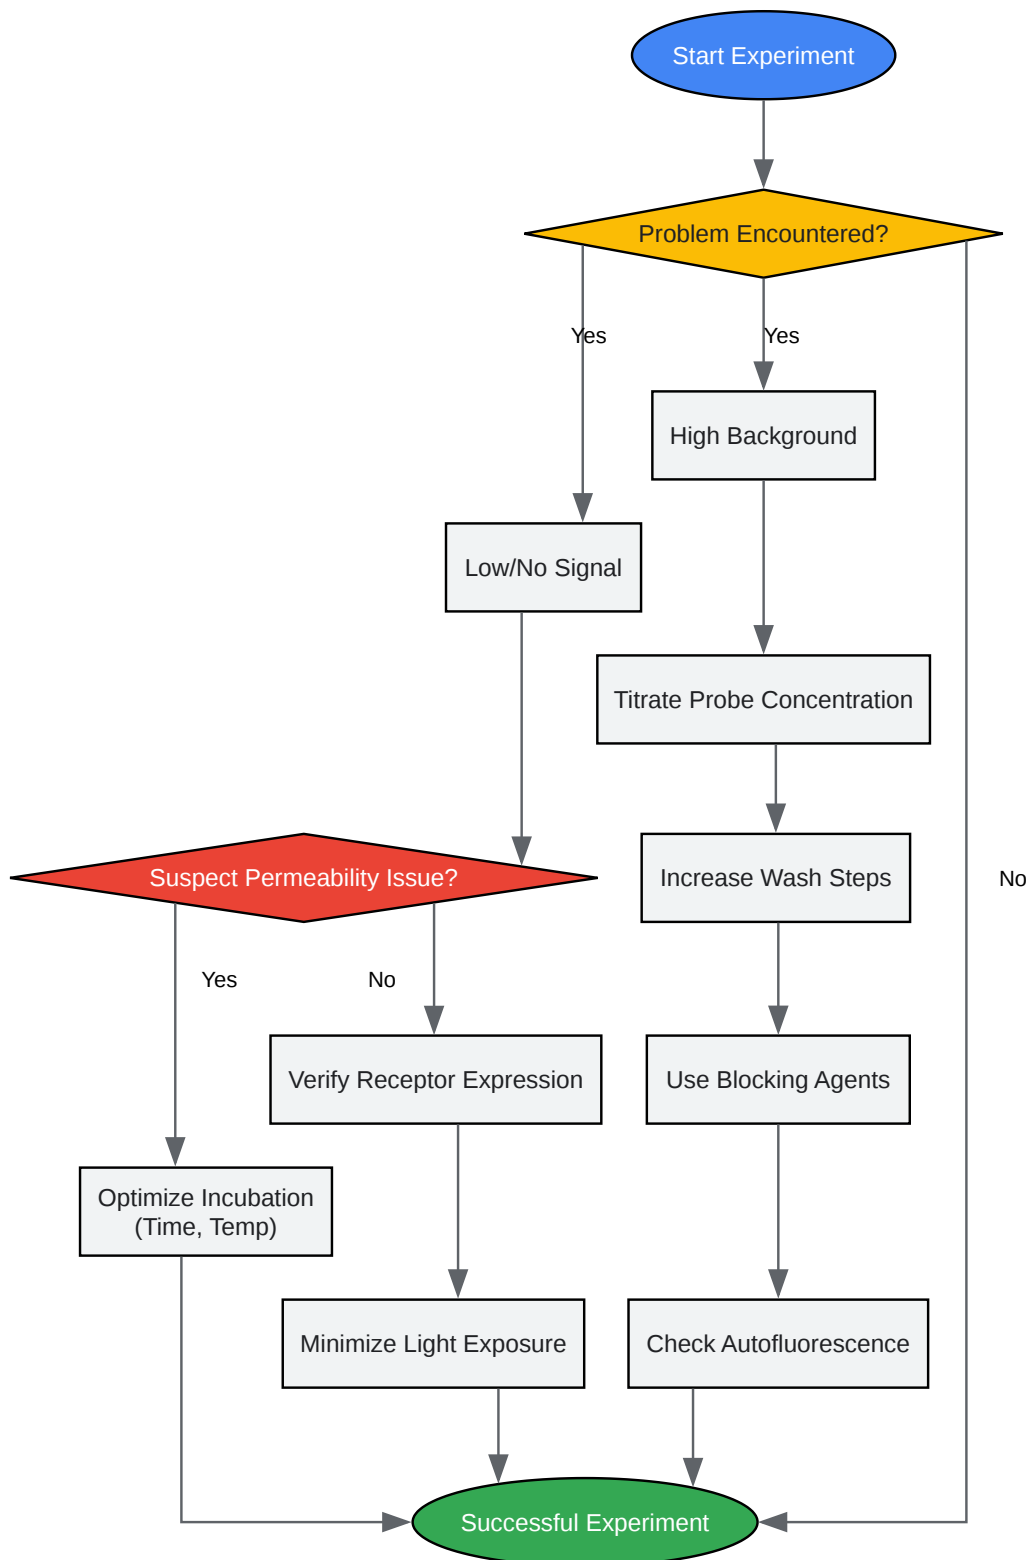 Start Experiment
Problem Encountered?
Yes
Yes
High Background
Low/No Signal
Titrate Probe Concentration
Suspect Permeability Issue?
Increase Wash Steps
No
Yes
No
Verify Receptor Expression
Use Blocking Agents
Optimize Incubation
(Time, Temp)
Minimize Light Exposure
Check Autofluorescence
Successful Experiment